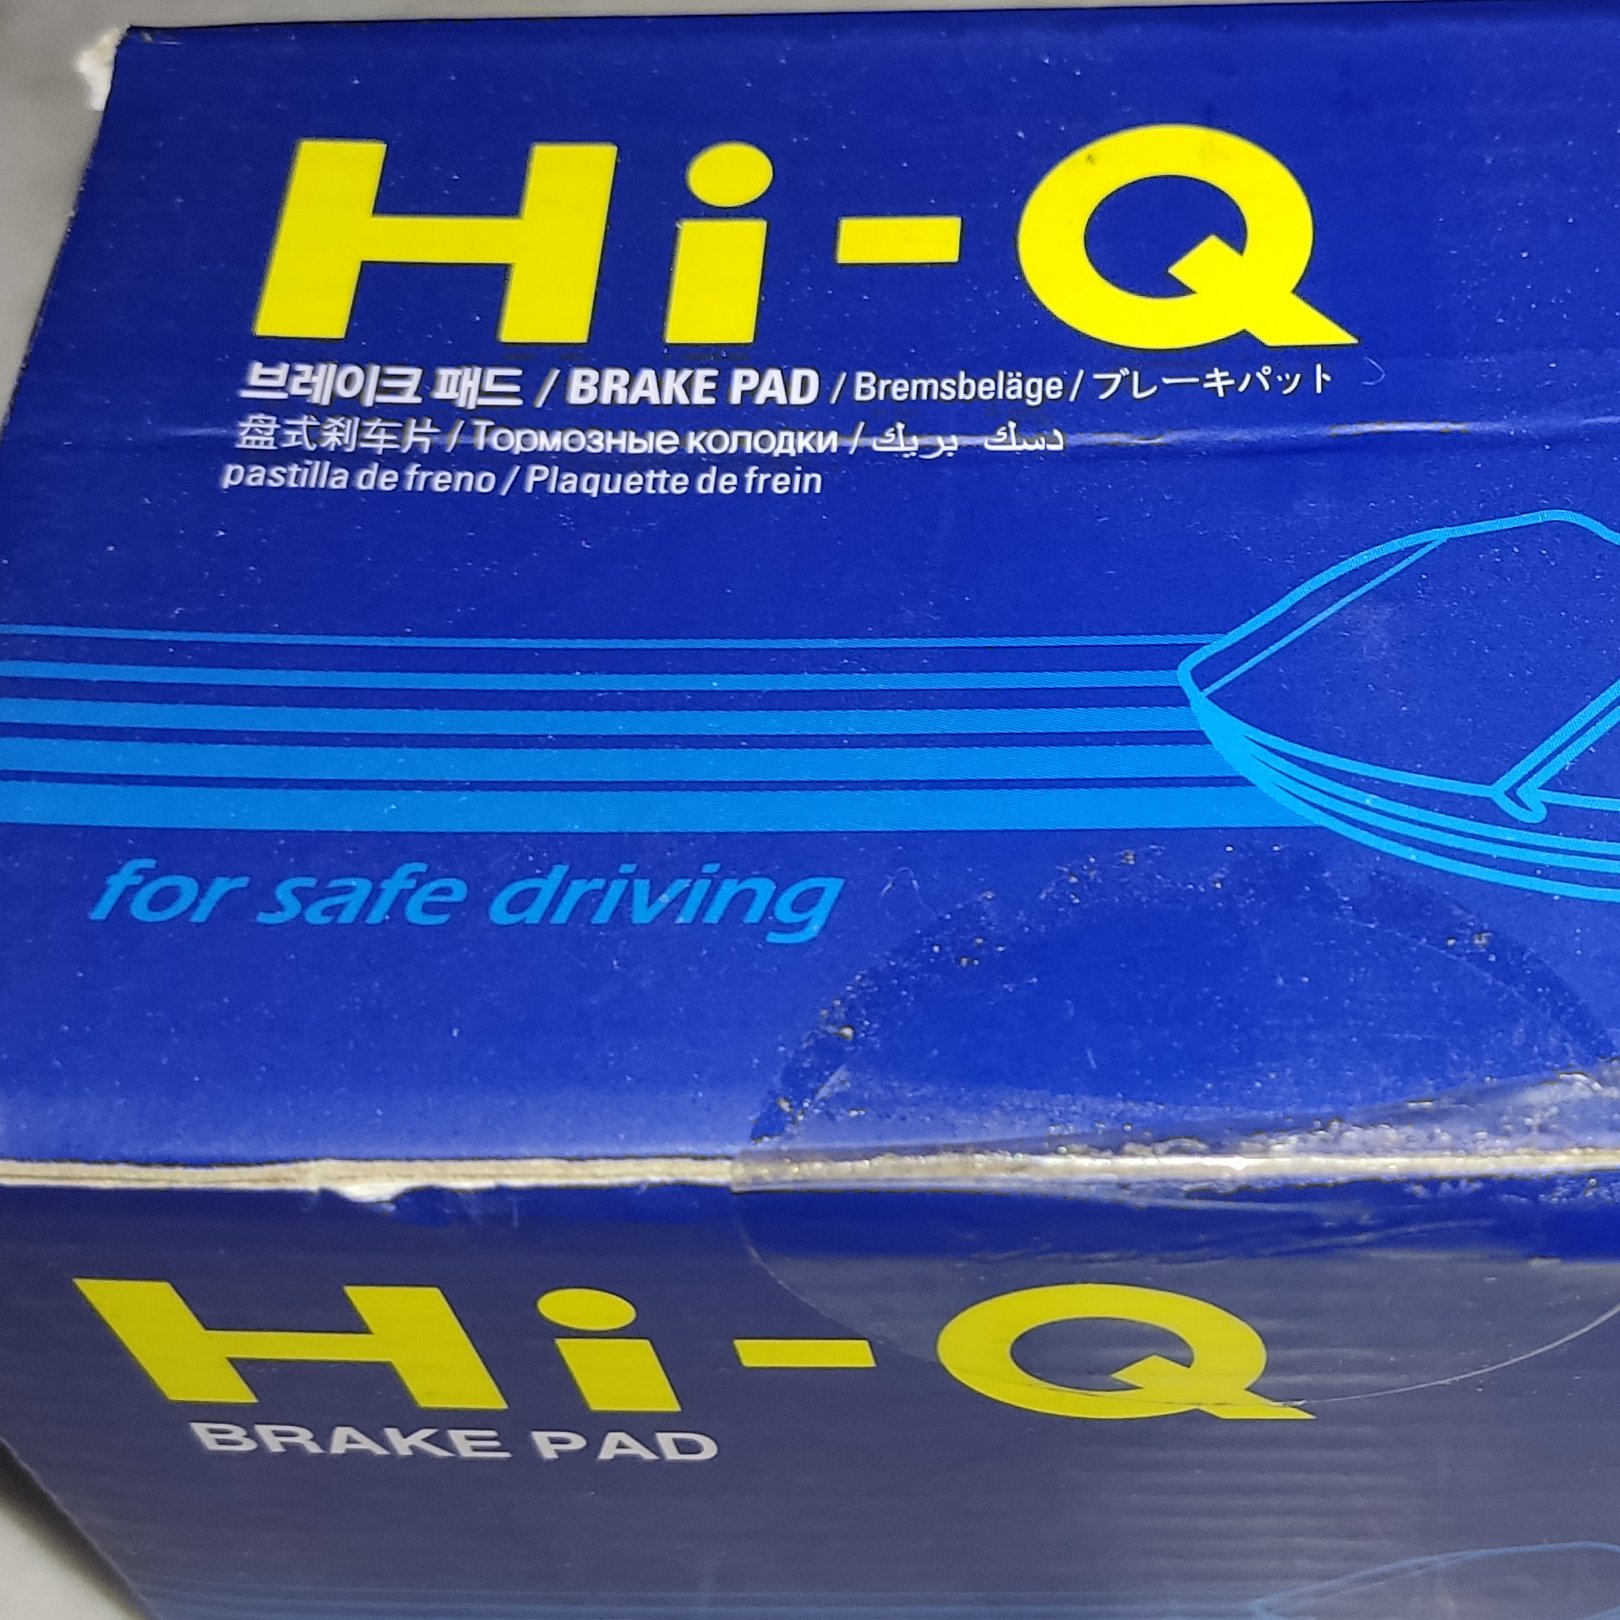 Hi-Q
브레이크 패드 / BRAKE PAD / Bremsbeläge / ブレーキパット
盘式刹车片 / Тормозные колодки / دسك بريك
pastilla de freno / Plaquette de frein
for safe driving
Hi-Q
BRAKE PAD